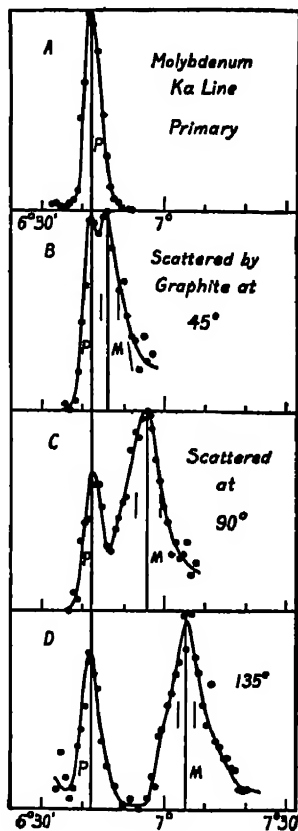 A
Molybdenum
Kα Line
Primary
P
6°30'
7°
B
Scattered by
Graphite at
45°
P
M
C
Scattered
at
90°
P
M
D
135°
P
M
6°30'
7°
7°30'